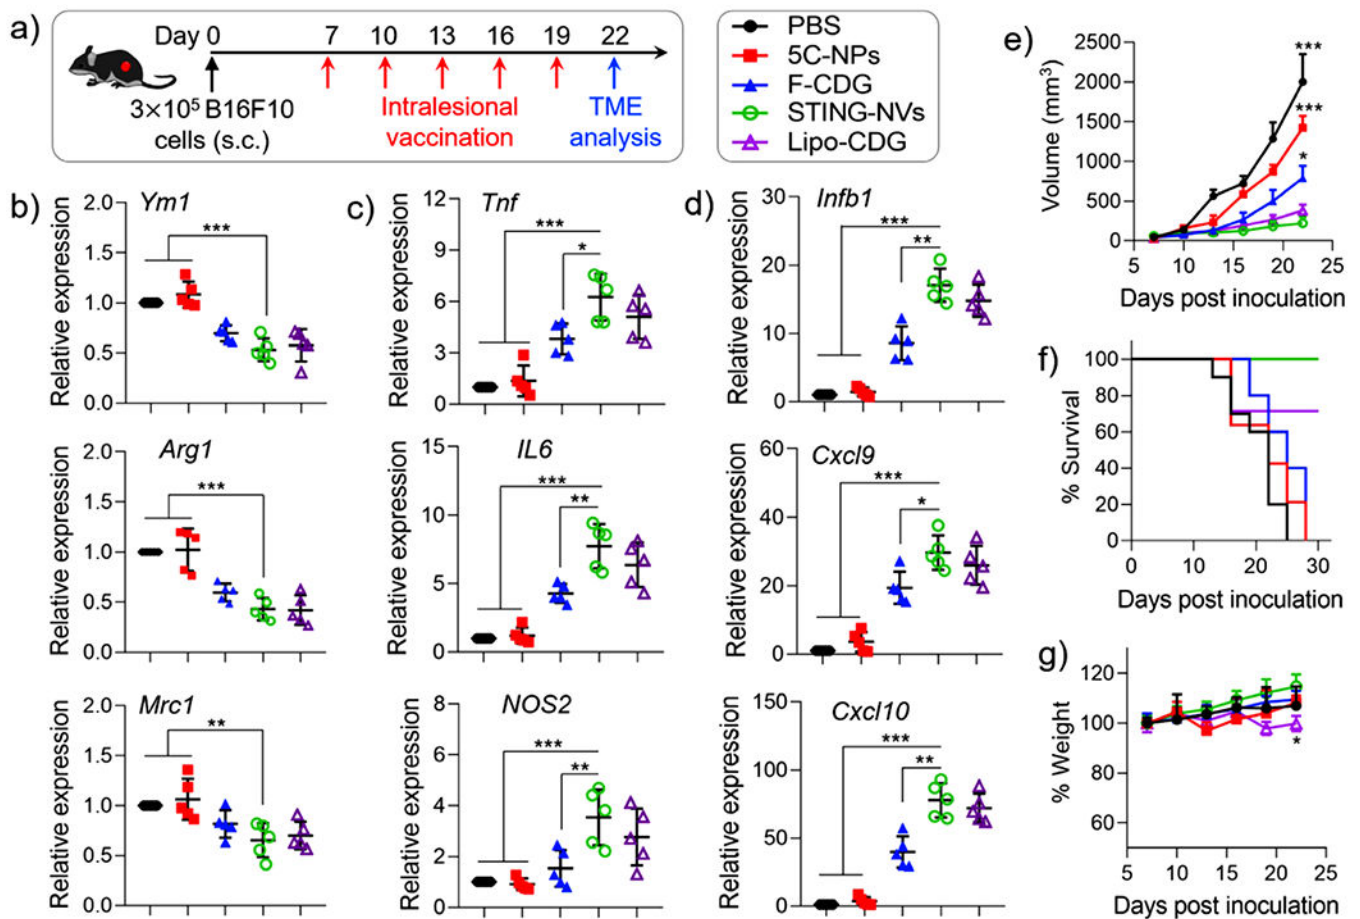 a)
Day 0 7 10 13 16 19 22
3×10⁵ B16F10
cells (s.c.)
Intralesional
vaccination
TME
analysis
PBS
5C-NPs
F-CDG
STING-NVs
Lipo-CDG
b)
Relative expression
Ym1
2.0
1.5
1.0
0.5
0.0
***
Relative expression
Arg1
2.0
1.5
1.0
0.5
0.0
***
Relative expression
Mrc1
2.0
1.5
1.0
0.5
0.0
**
c)
Relative expression
Tnf
12
9
6
3
0
***
*
Relative expression
IL6
15
10
5
0
***
**
Relative expression
NOS2
8
6
4
2
0
***
**
d)
Relative expression
Infb1
30
20
10
0
***
**
Relative expression
Cxcl9
60
40
20
0
***
*
Relative expression
Cxcl10
150
100
75
50
25
0
***
**
e)
Volume (mm³)
2500
2000
1500
1000
500
0
***
***
*
5 10 15 20 25
Days post inoculation
f)
% Survival
100
80
60
40
20
0
0 10 20 30
Days post inoculation
g)
% Weight
120
100
80
60
*
5 10 15 20 25
Days post inoculation